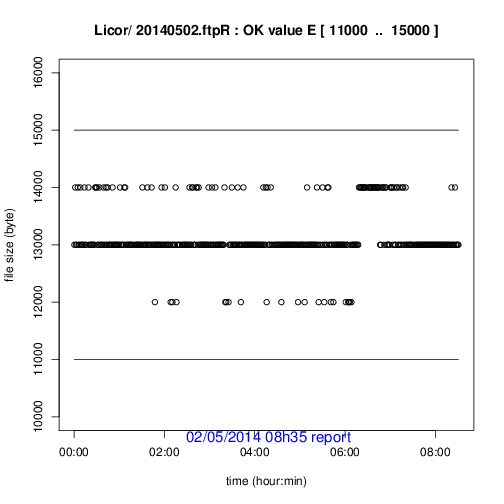 Licor/ 20140502.ftpR : OK value E [ 11000 .. 15000 ]
16000
15000
14000
13000
12000
11000
10000
file size (byte)
02/05/2014 08h35 report
00:00 02:00 04:00 06:00 08:00
time (hour:min)